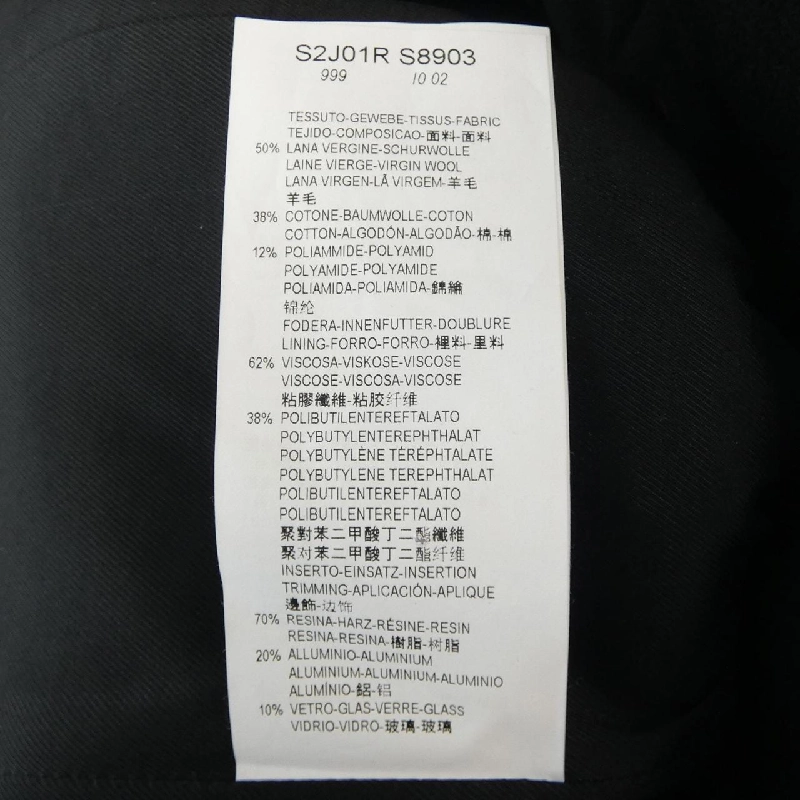 S2J01R S8903
999 10 02
TESSUTO-GEWEBE-TISSUS-FABRIC
TEJIDO-COMPOSICAO-面料-面料
50% LANA VERGINE-SCHURWOLLE
LAINE VIERGE-VIRGIN WOOL
LANA VIRGEN-LÃ VIRGEM-羊毛
羊毛
38% COTONE-BAUMWOLLE-COTON
COTTON-ALGODÓN-ALGODÃO-棉-棉
12% POLIAMMIDE-POLYAMID
POLYAMIDE-POLYAMIDE
POLIAMIDA-POLIAMIDA-錦綸
锦纶
FODERA-INNENFUTTER-DOUBLURE
LINING-FORRO-FORRO-裡料-里料
62% VISCOSA-VISKOSE-VISCOSE
VISCOSE-VISCOSA-VISCOSE
粘膠纖維-粘胶纤维
38% POLIBUTILENTEREFTALATO
POLYBUTYLENTEREPHTHALAT
POLYBUTYLÈNE TÉRÉPHTALATE
POLYBUTYLENE TEREPHTHALAT
POLIBUTILENTEREFTALATO
POLIBUTILENTEREFTALATO
聚對苯二甲酸丁二酯纖維
聚对苯二甲酸丁二酯纤维
INSERTO-EINSATZ-INSERTION
TRIMMING-APLICACIÓN-APLIQUE
邊飾-边饰
70% RESINA-HARZ-RÉSINE-RESIN
RESINA-RESINA-樹脂-树脂
20% ALLUMINIO-ALUMINIUM
ALUMINIUM-ALUMINIUM-ALUMINIO
ALUMÍNIO-鋁-铝
10% VETRO-GLAS-VERRE-GLASS
VIDRIO-VIDRO-玻璃-玻璃